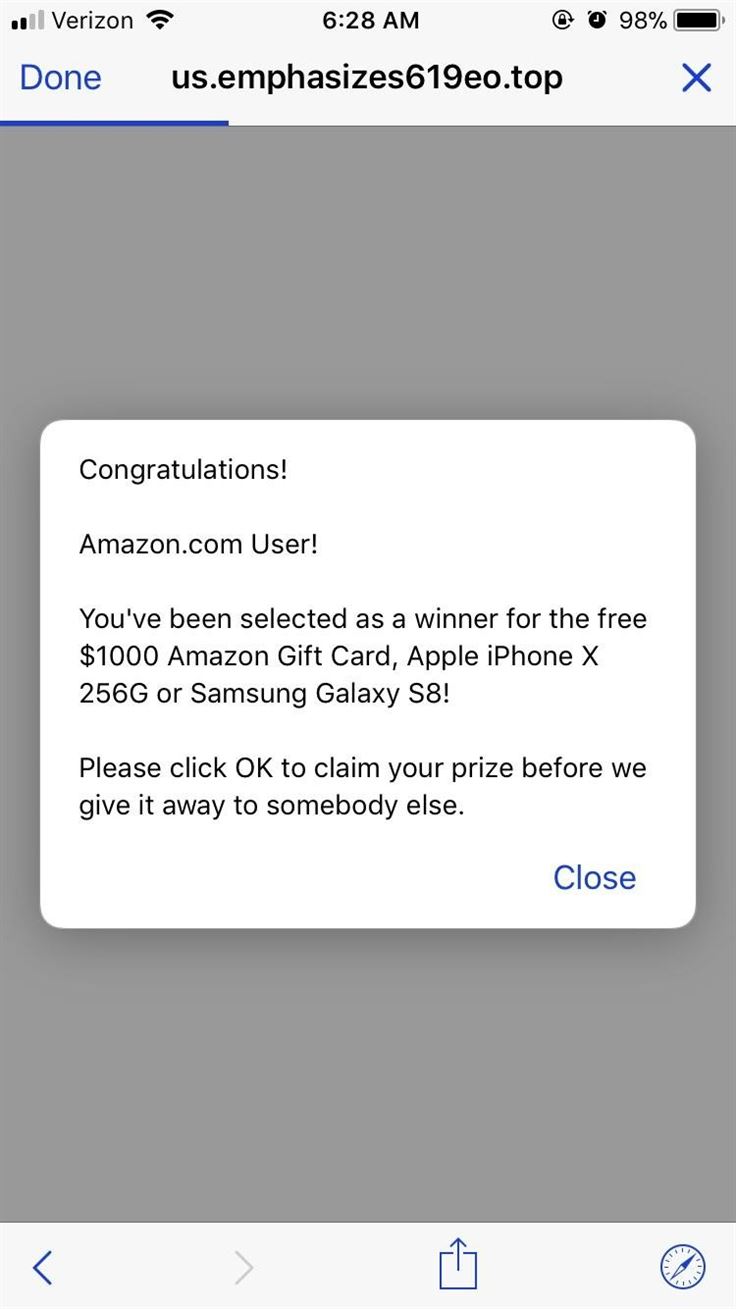 Verizon 6:28 AM 98%
Done us.emphasizes619eo.top
Congratulations!
Amazon.com User!
You've been selected as a winner for the free
$1000 Amazon Gift Card, Apple iPhone X
256G or Samsung Galaxy S8!
Please click OK to claim your prize before we
give it away to somebody else.
Close